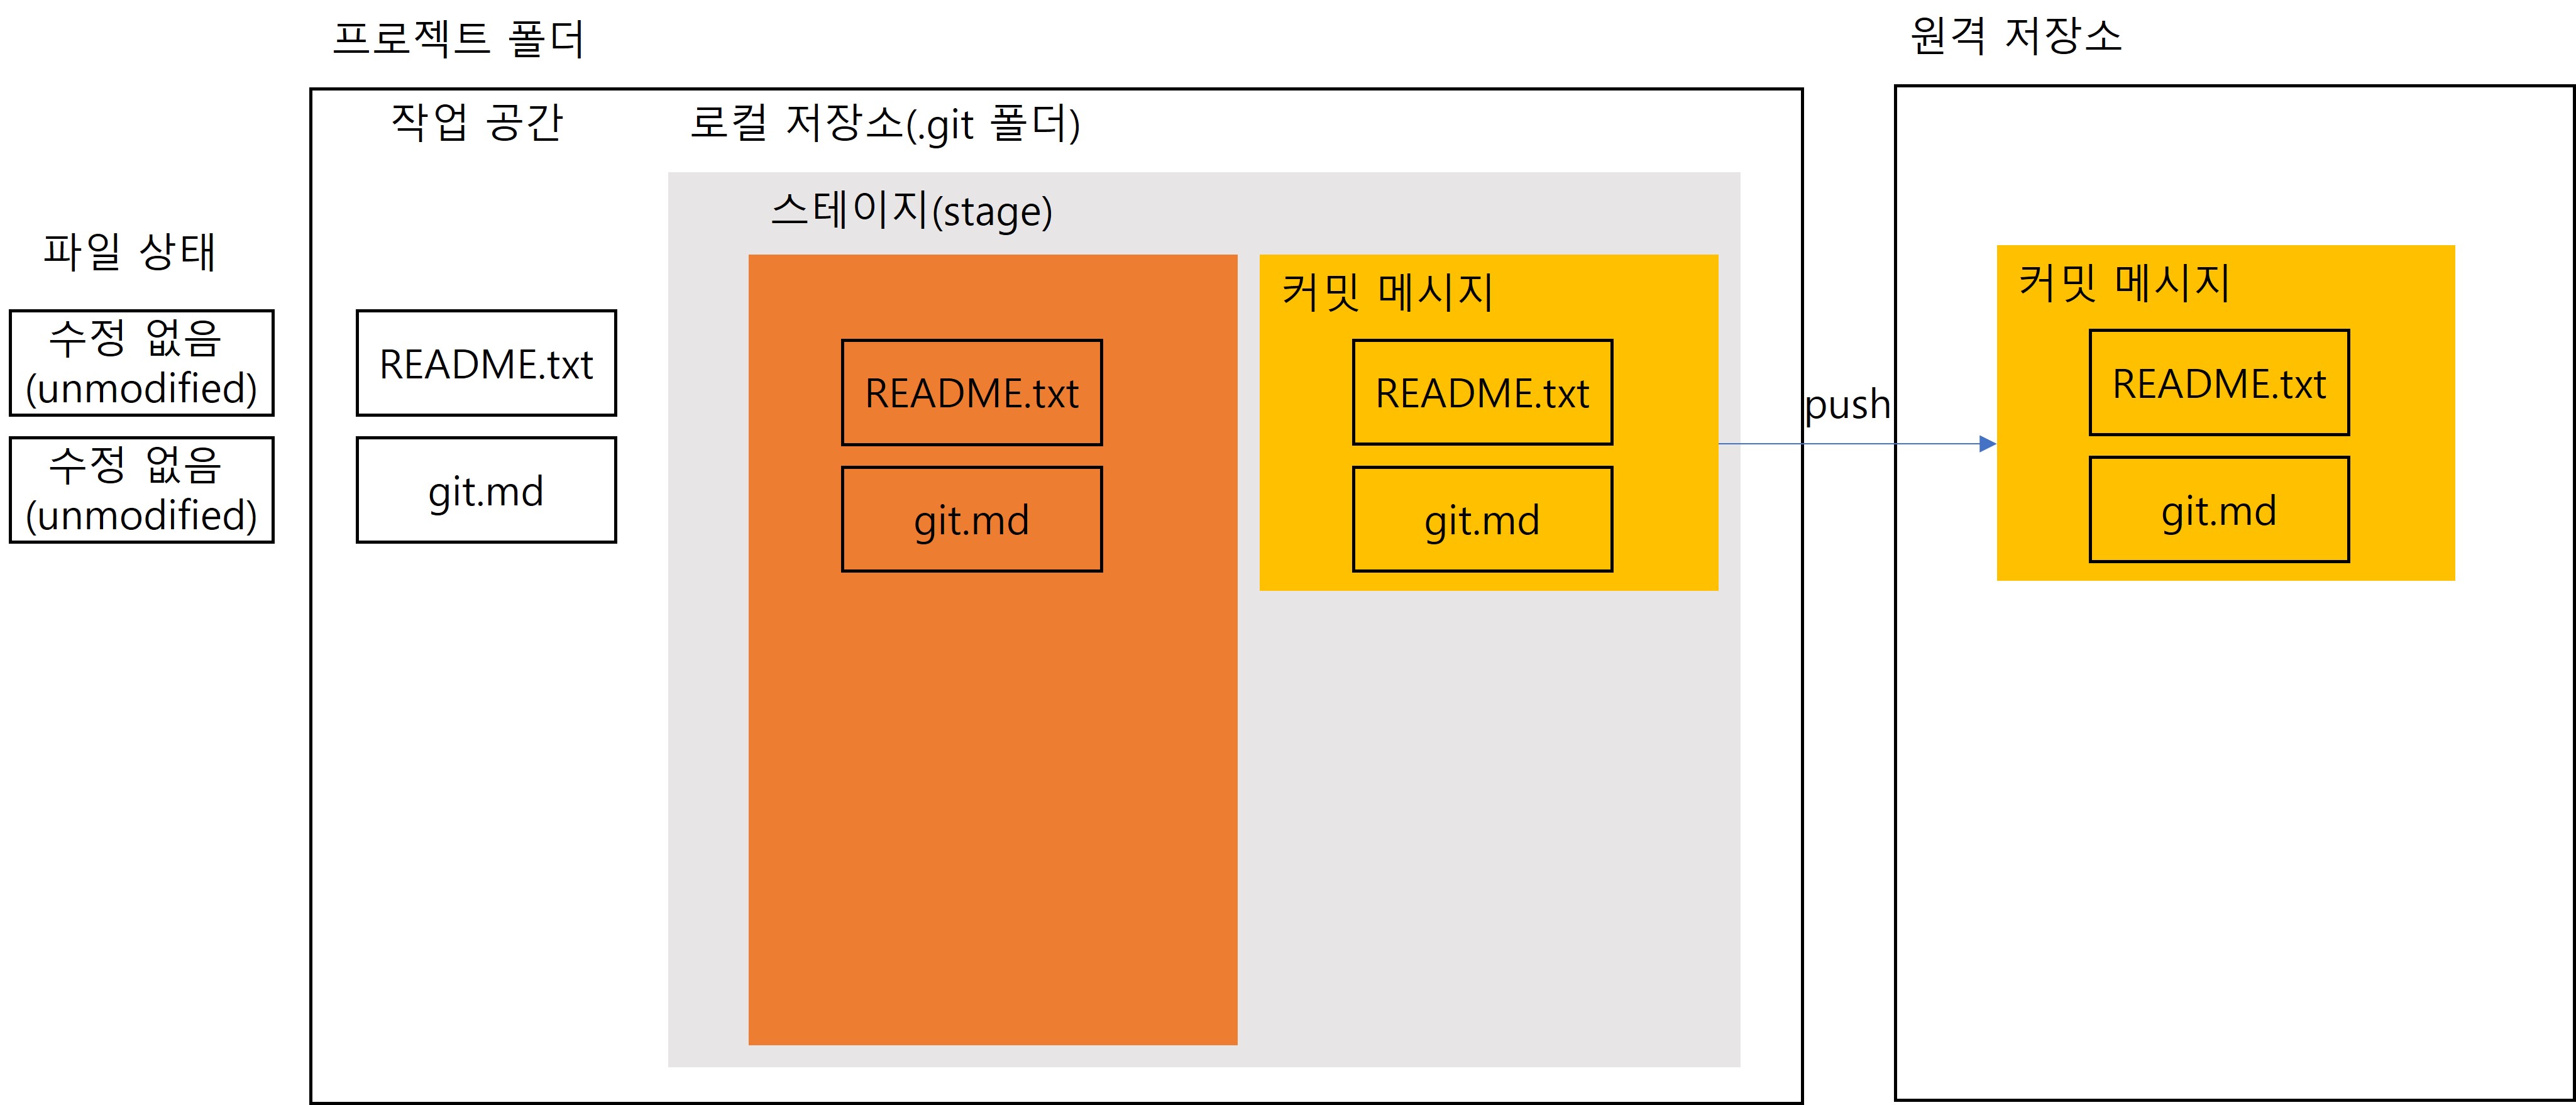 프로젝트 폴더
원격 저장소
작업 공간
로컬 저장소(.git 폴더)
스테이지(stage)
파일 상태
수정 없음
(unmodified)
수정 없음
(unmodified)
README.txt
git.md
README.txt
git.md
커밋 메시지
README.txt
git.md
push
커밋 메시지
README.txt
git.md